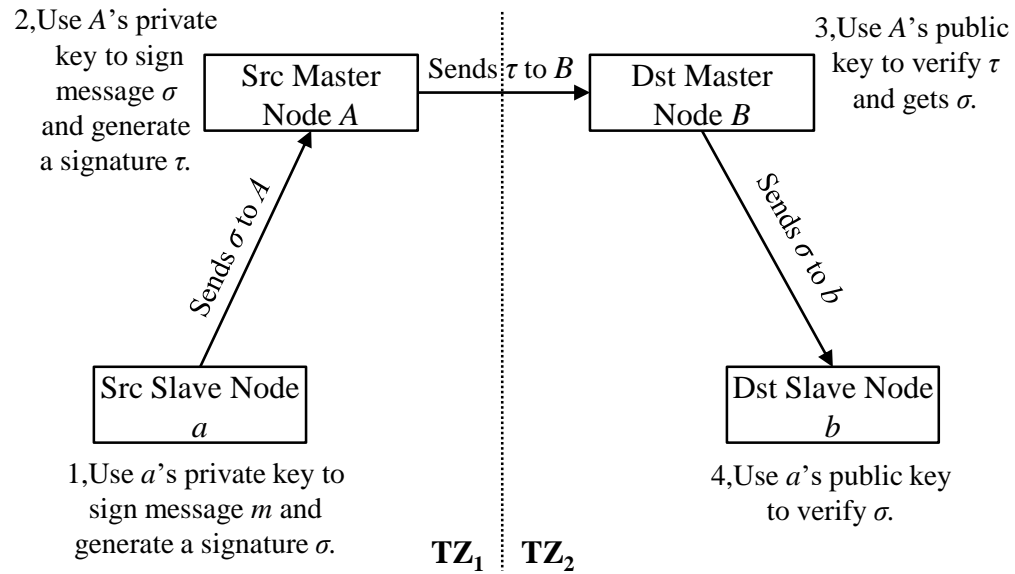 2,Use A's private
key to sign
message σ
and generate
a signature τ.
Src Master
Node A
Sends τ to B
Dst Master
Node B
3,Use A's public
key to verify τ
and gets σ.
Sends σ to A
Sends σ to b
Src Slave Node
a
Dst Slave Node
b
1,Use a's private key to
sign message m and
generate a signature σ.
4,Use a's public key
to verify σ.
TZ₁
TZ₂